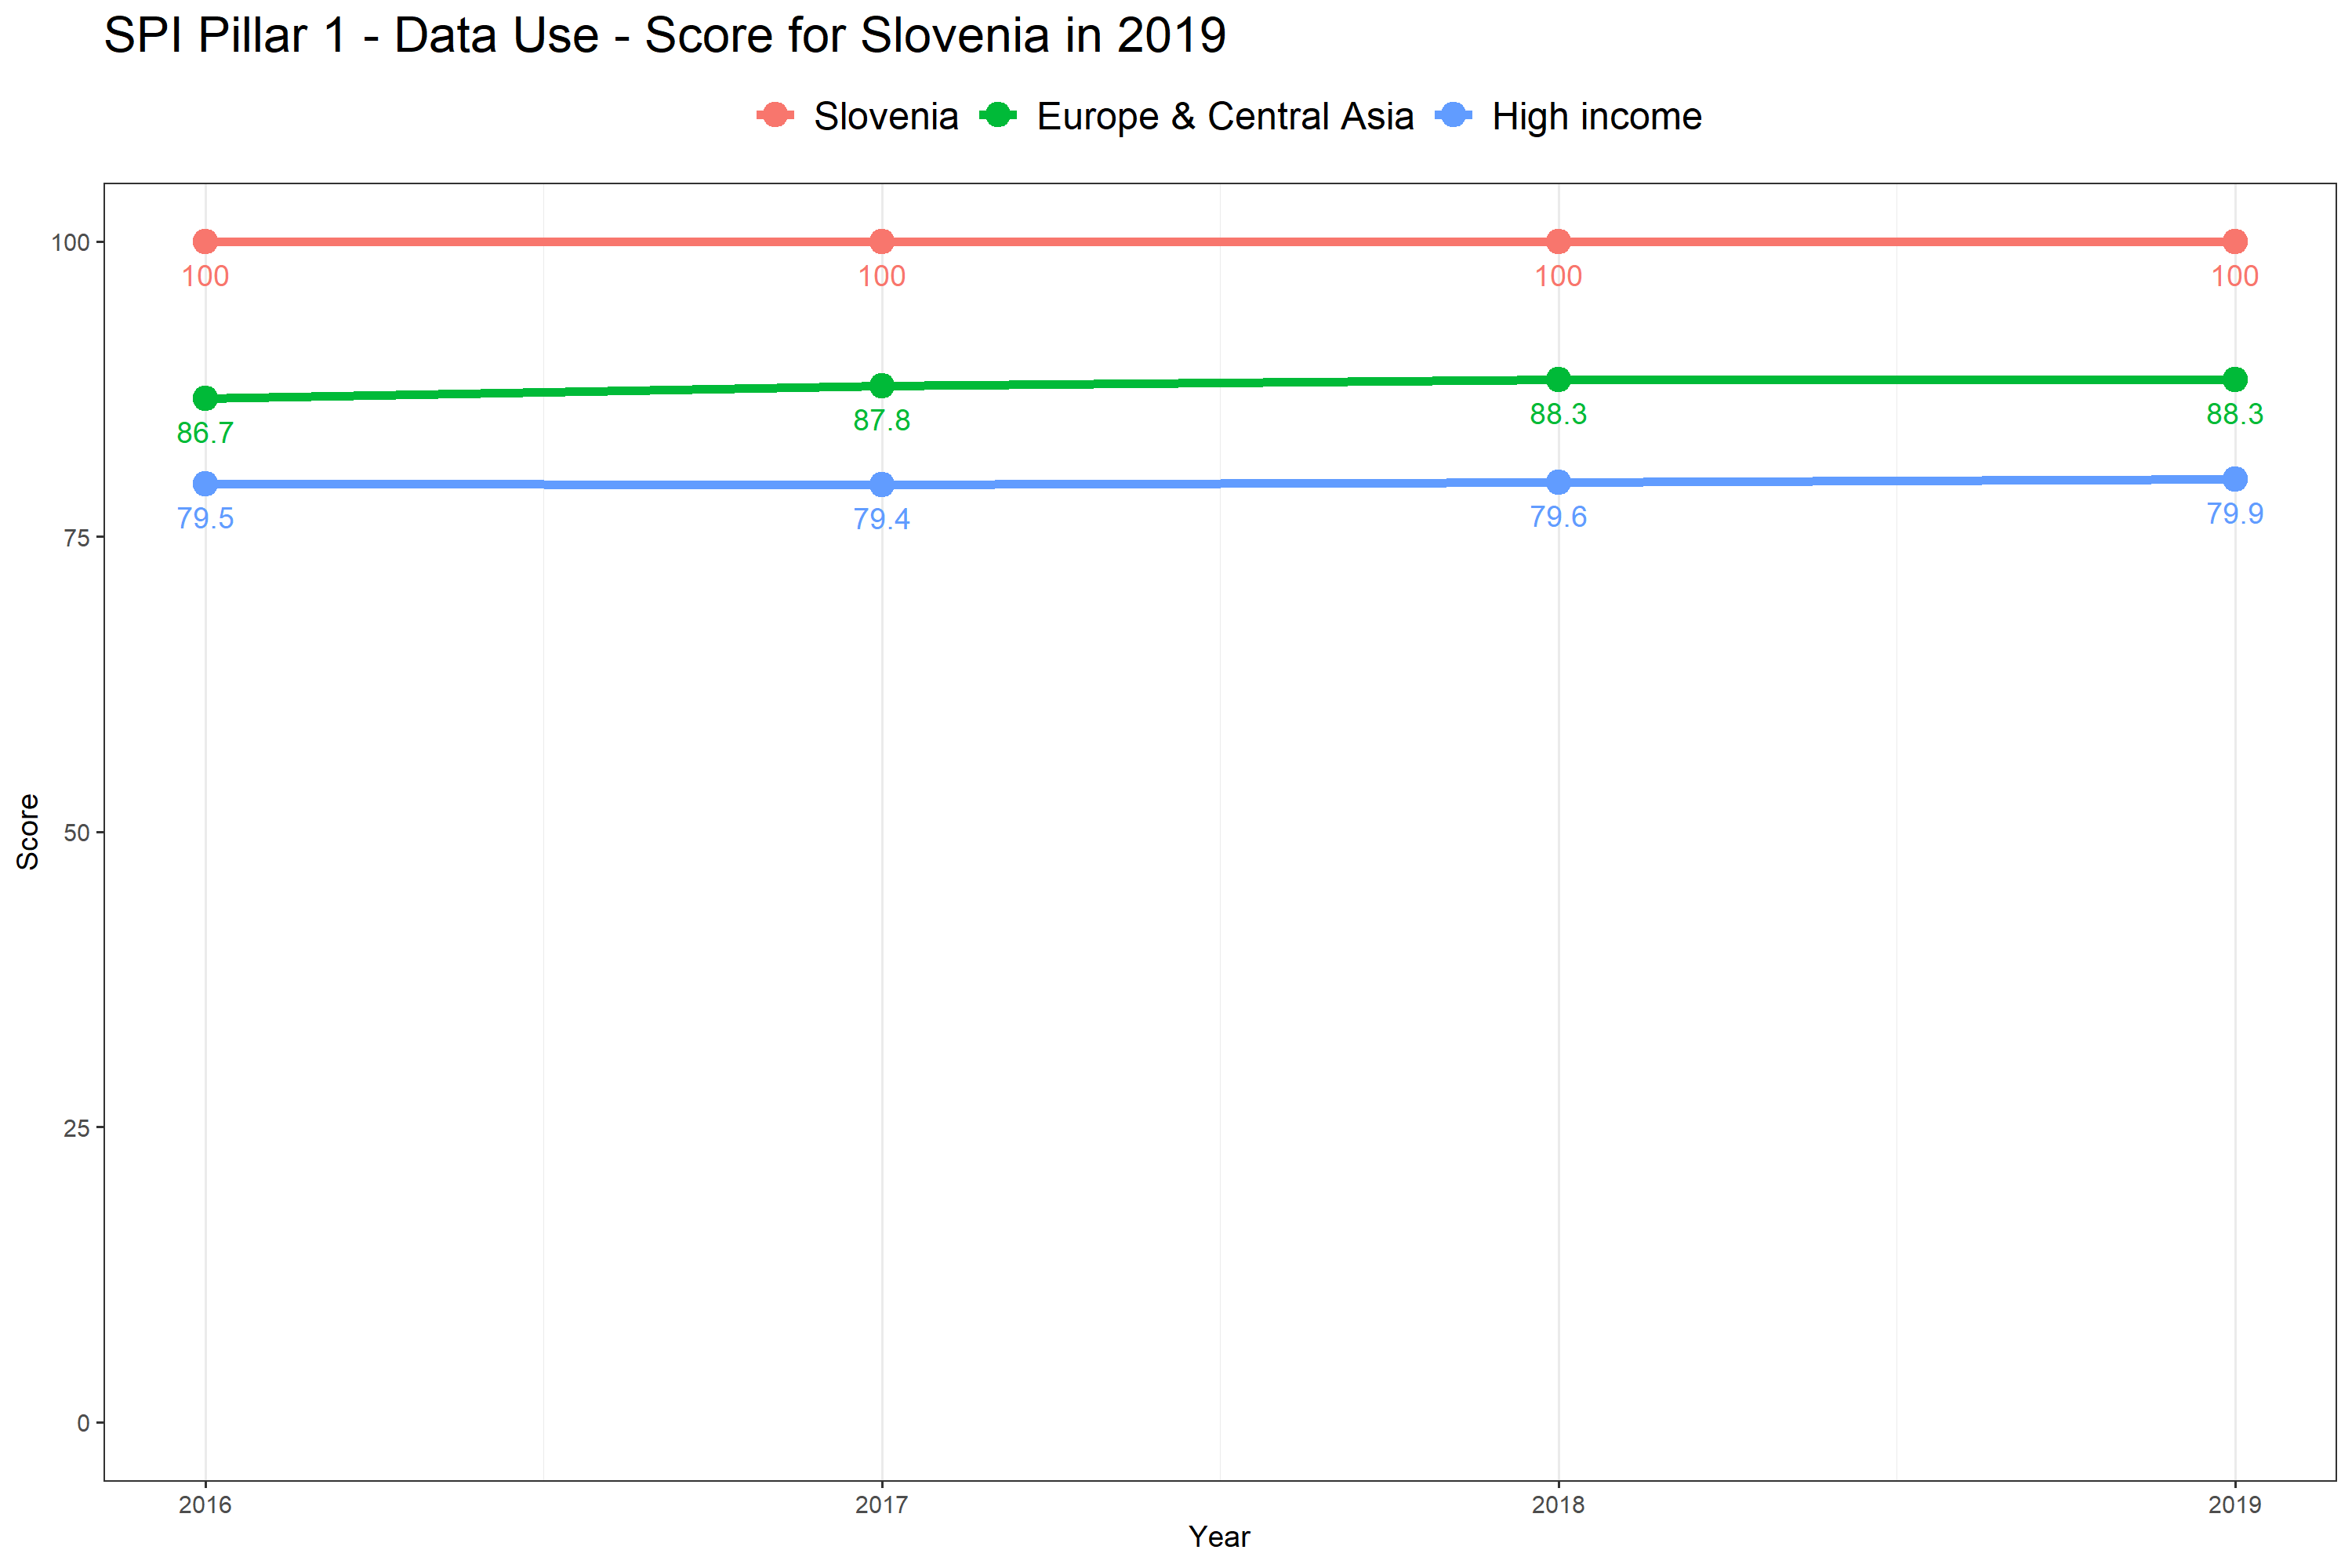 SPI Pillar 1 - Data Use - Score for Slovenia in 2019
Slovenia Europe & Central Asia High income
100
75
50
25
0
Score
100 100 100 100
86.7 87.8 88.3 88.3
79.5 79.4 79.6 79.9
2016 2017 2018 2019
Year